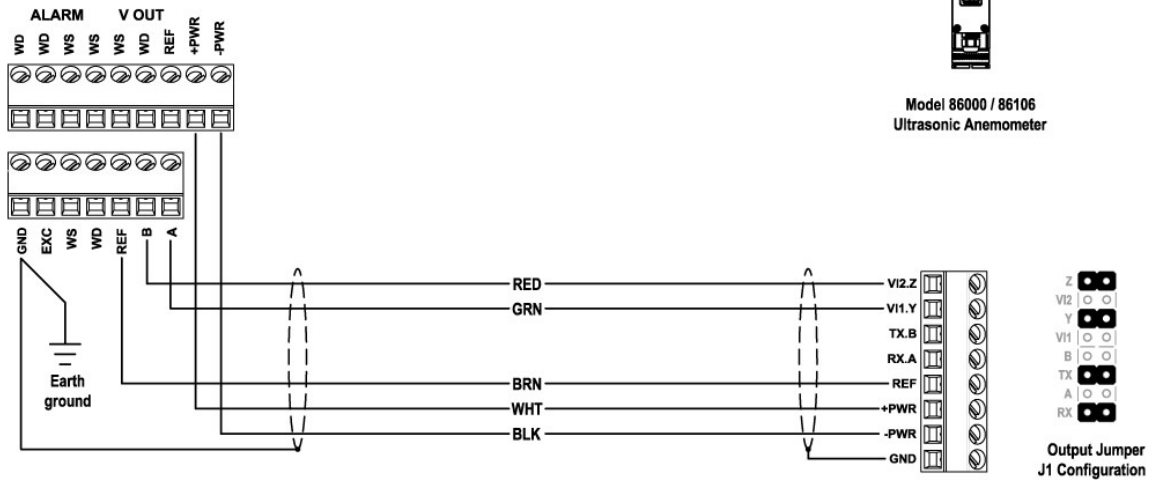 ALARM V OUT
WD WD WS WS WS WD REF +PWR -PWR
Model 86000 / 86106
Ultrasonic Anemometer
GND EXC WS WD REF B A
Earth
ground
RED
GRN
BRN
WHT
BLK
VI2.Z
VI1.Y
TX.B
RX.A
REF
+PWR
-PWR
GND
Z
VI2
Y
VI1
B
TX
A
RX
Output Jumper
J1 Configuration